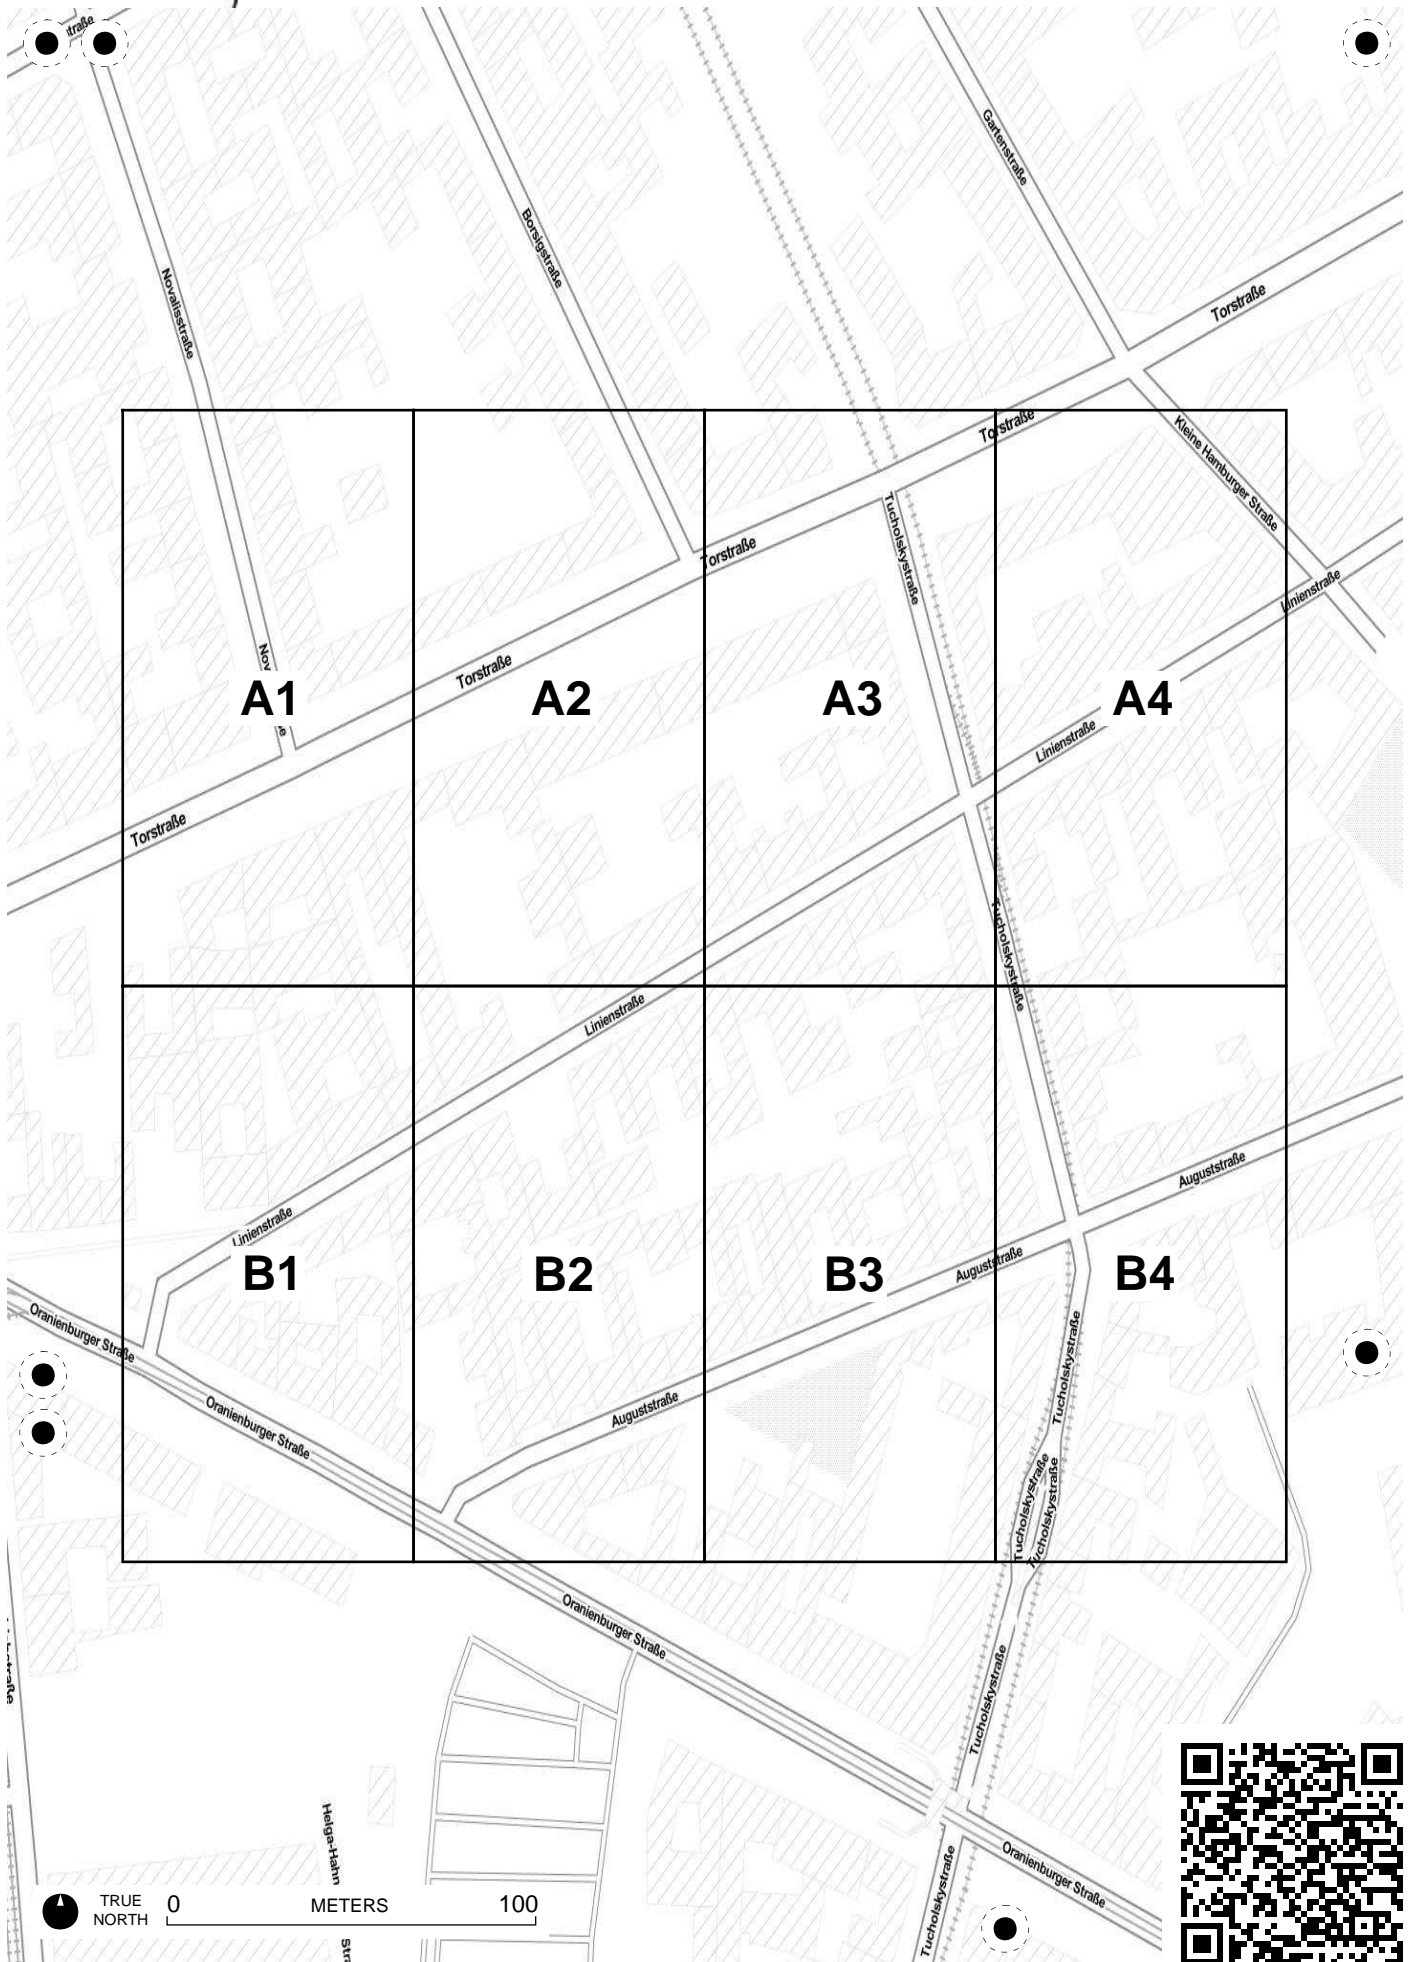 Gartenstraße
Borsigstraße
Novalisstraße
Torstraße
Torstraße
Kleine Hamburger Straße
Tucholskystraße
Torstraße
Linienstraße
Torstraße
A1
A2
A3
A4
Linienstraße
Torstraße
Tucholskystraße
Linienstraße
Auguststraße
Linienstraße
B1
B2
B3
B4
Auguststraße
Oranienburger Straße
Tucholskystraße
Auguststraße
Oranienburger Straße
Tucholskystraße
Tucholskystraße
Oranienburger Straße
Tucholskystraße
Helga-Hahn
Oranienburger Straße
Tucholskystraße
TRUE
NORTH
0
METERS
100